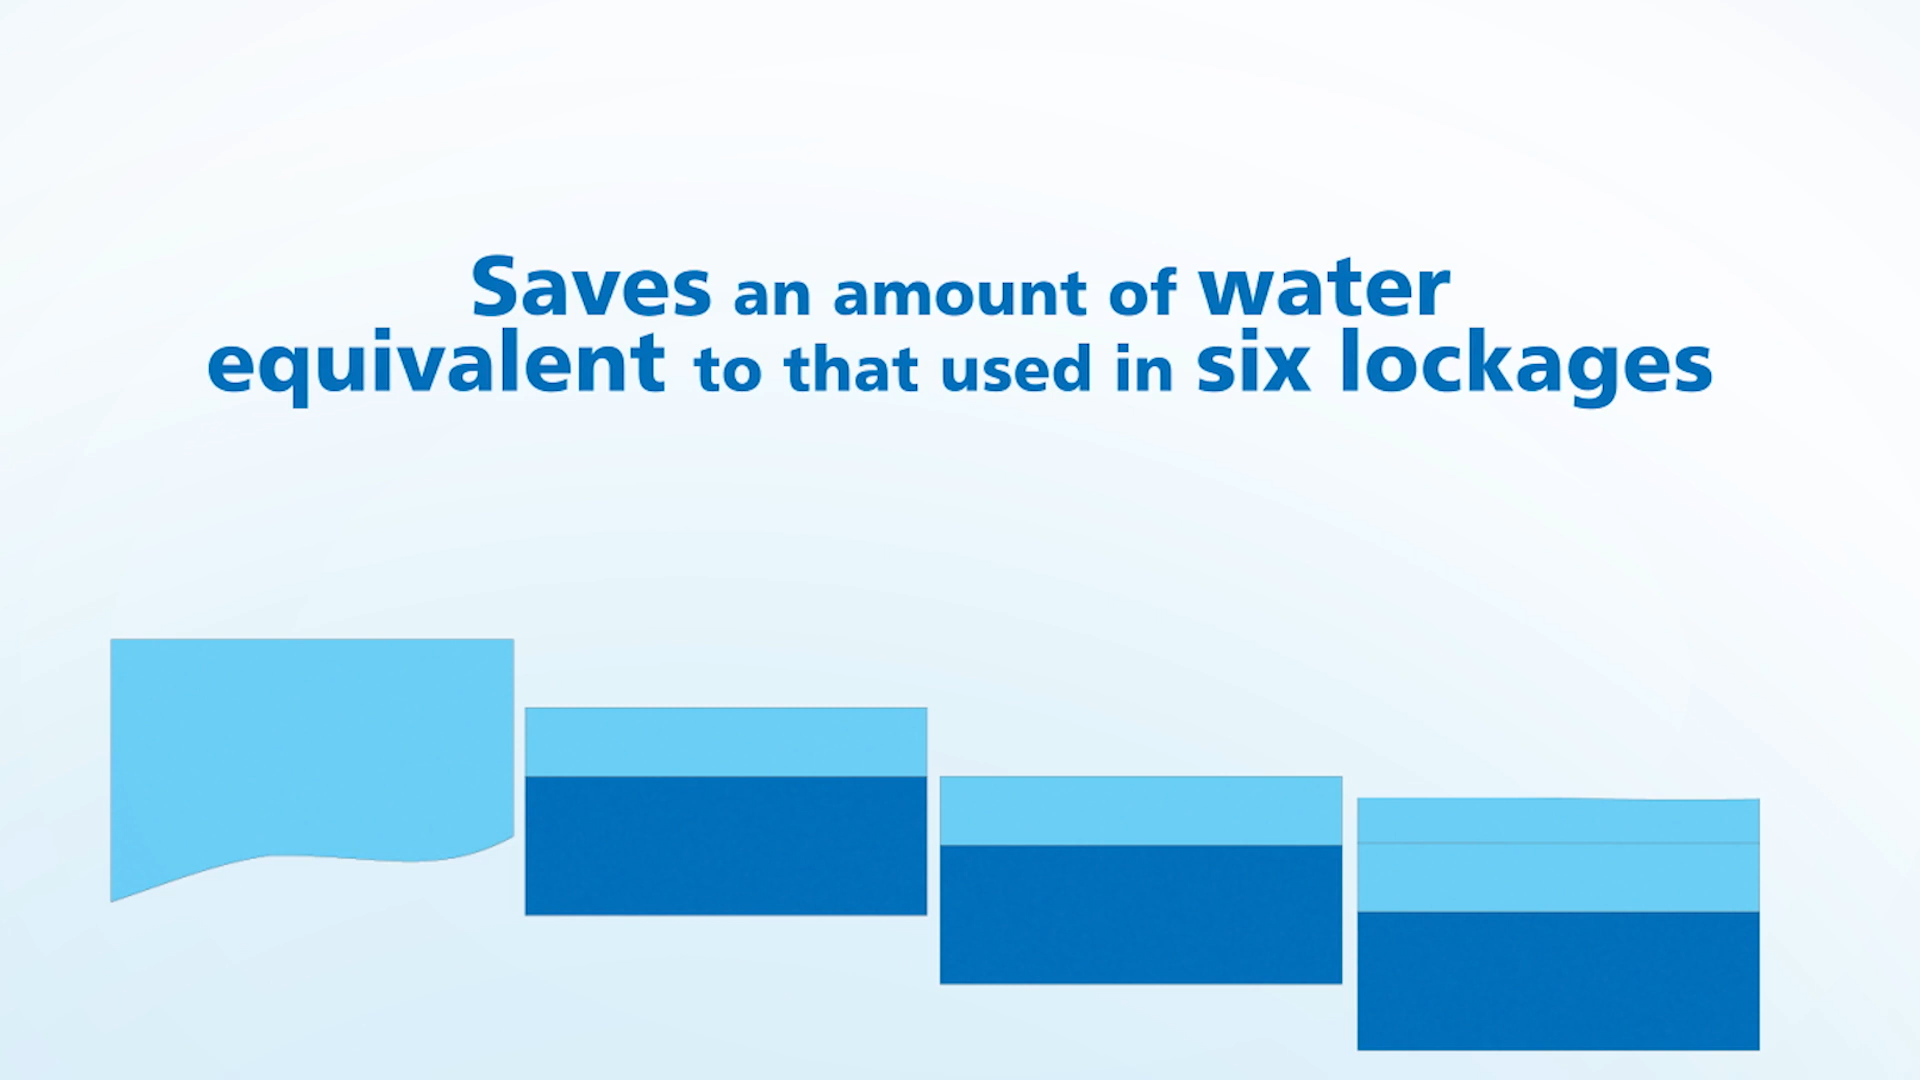 Saves an amount of water
equivalent to that used in six lockages